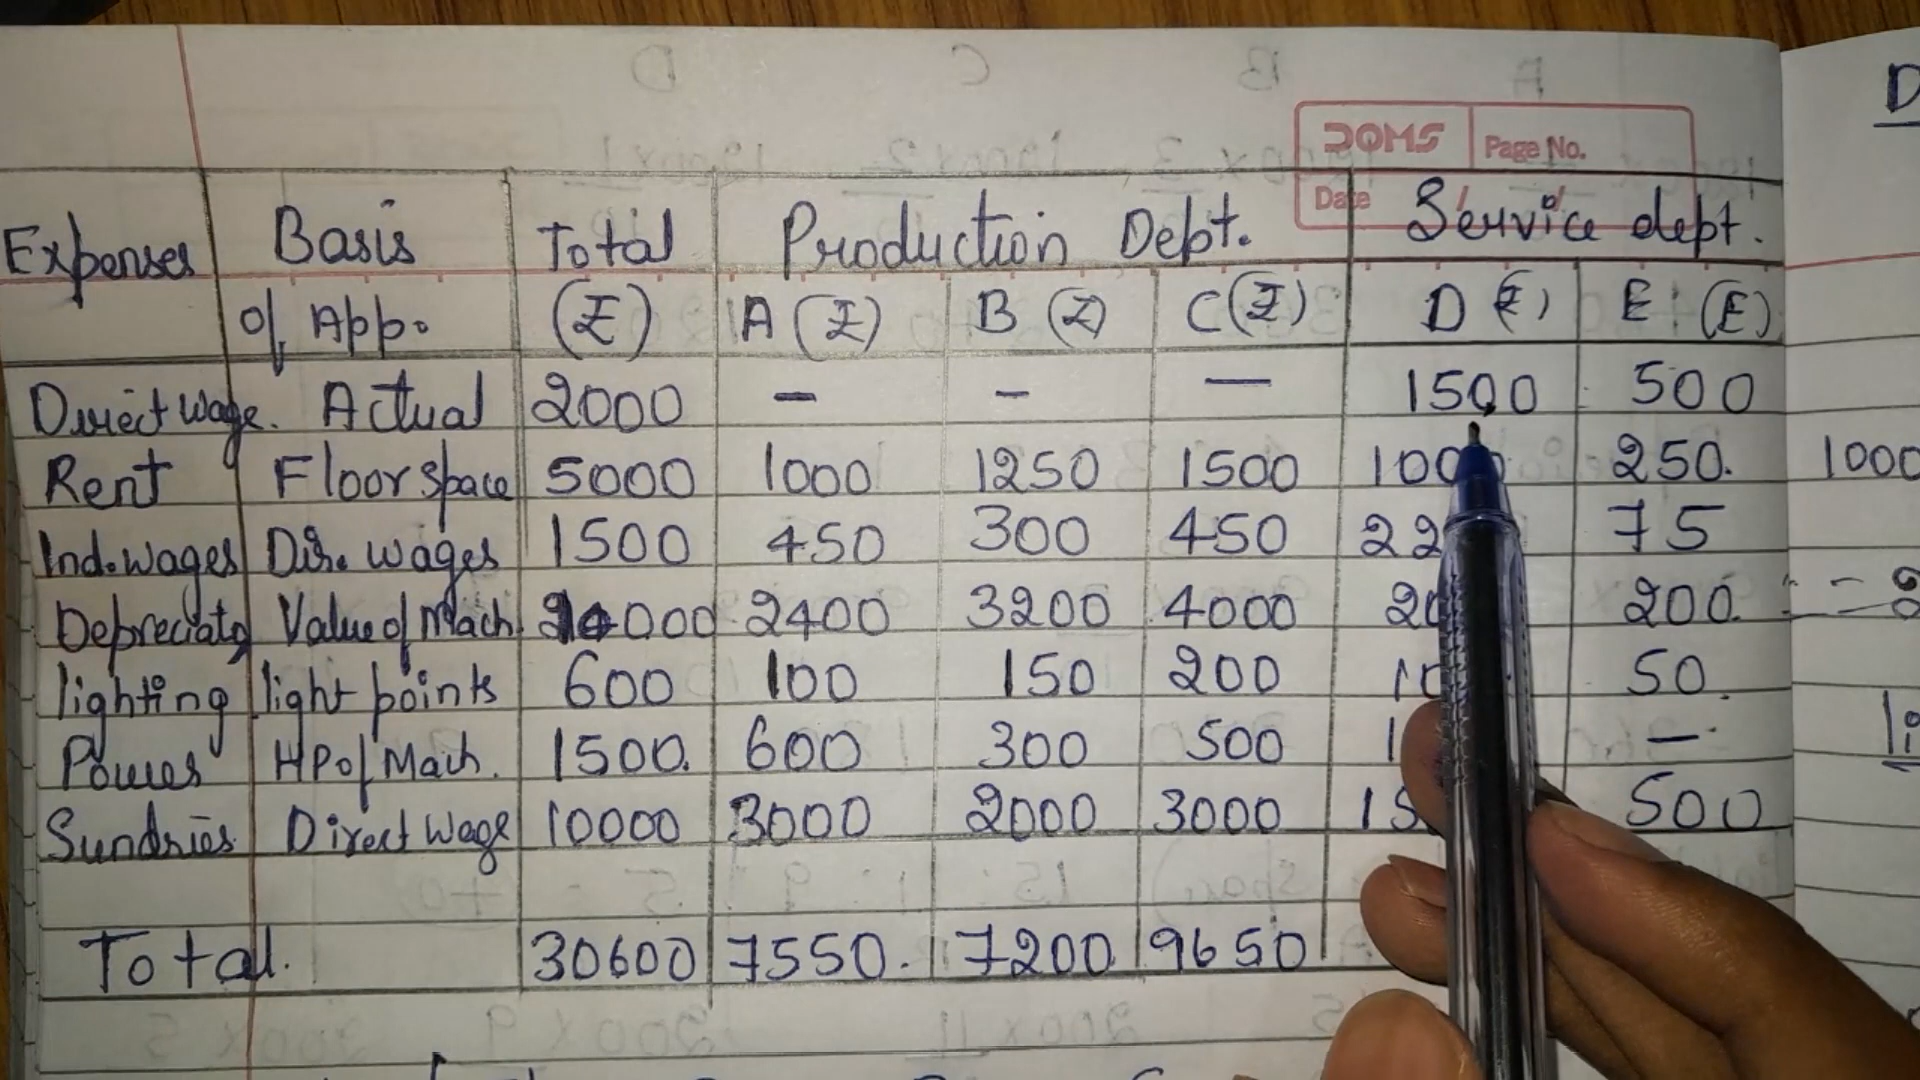 DOMS Page No.
Date
Expenses Basis Total Production Dept. Service dept.
of App. (₹) A (₹) B (₹) C (₹) D (₹) E (₹)
Direct wage. Actual 2000 — — — 1500 500
Rent Floor space 5000 1000 1250 1500 250.
Ind. wages Dir. wages 1500 450 300 450 75
Value of Mach 2400 3200 4000 200.
lighting light points 600 100 150 200 50.
Power HP of Mach. 1500. 600 300 500 —
Sundries Direct Wage 10000 3000 2000 3000 500
Total. 30600 7550. 7200 9650
D
1000